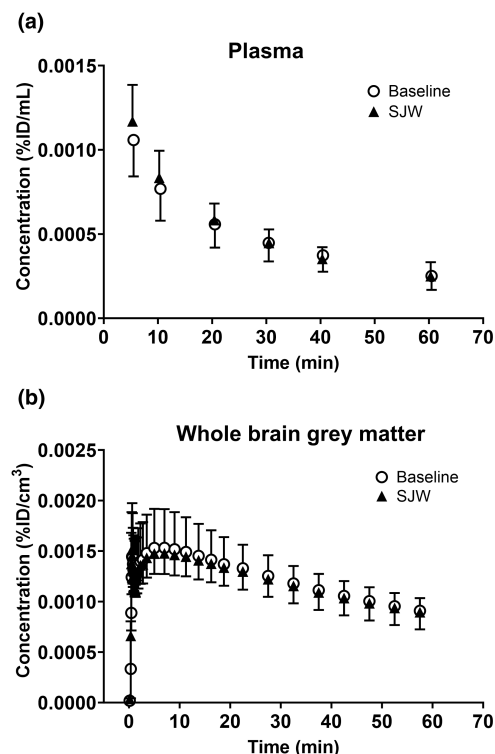 (a)
Plasma
0.0015
0.0010
0.0005
0.0000
Concentration (%ID/mL)
Baseline
SJW
0 10 20 30 40 50 60 70
Time (min)
(b)
Whole brain grey matter
0.0025
0.0020
0.0015
0.0010
0.0005
0.0000
Concentration (%ID/cm³)
Baseline
SJW
0 10 20 30 40 50 60 70
Time (min)